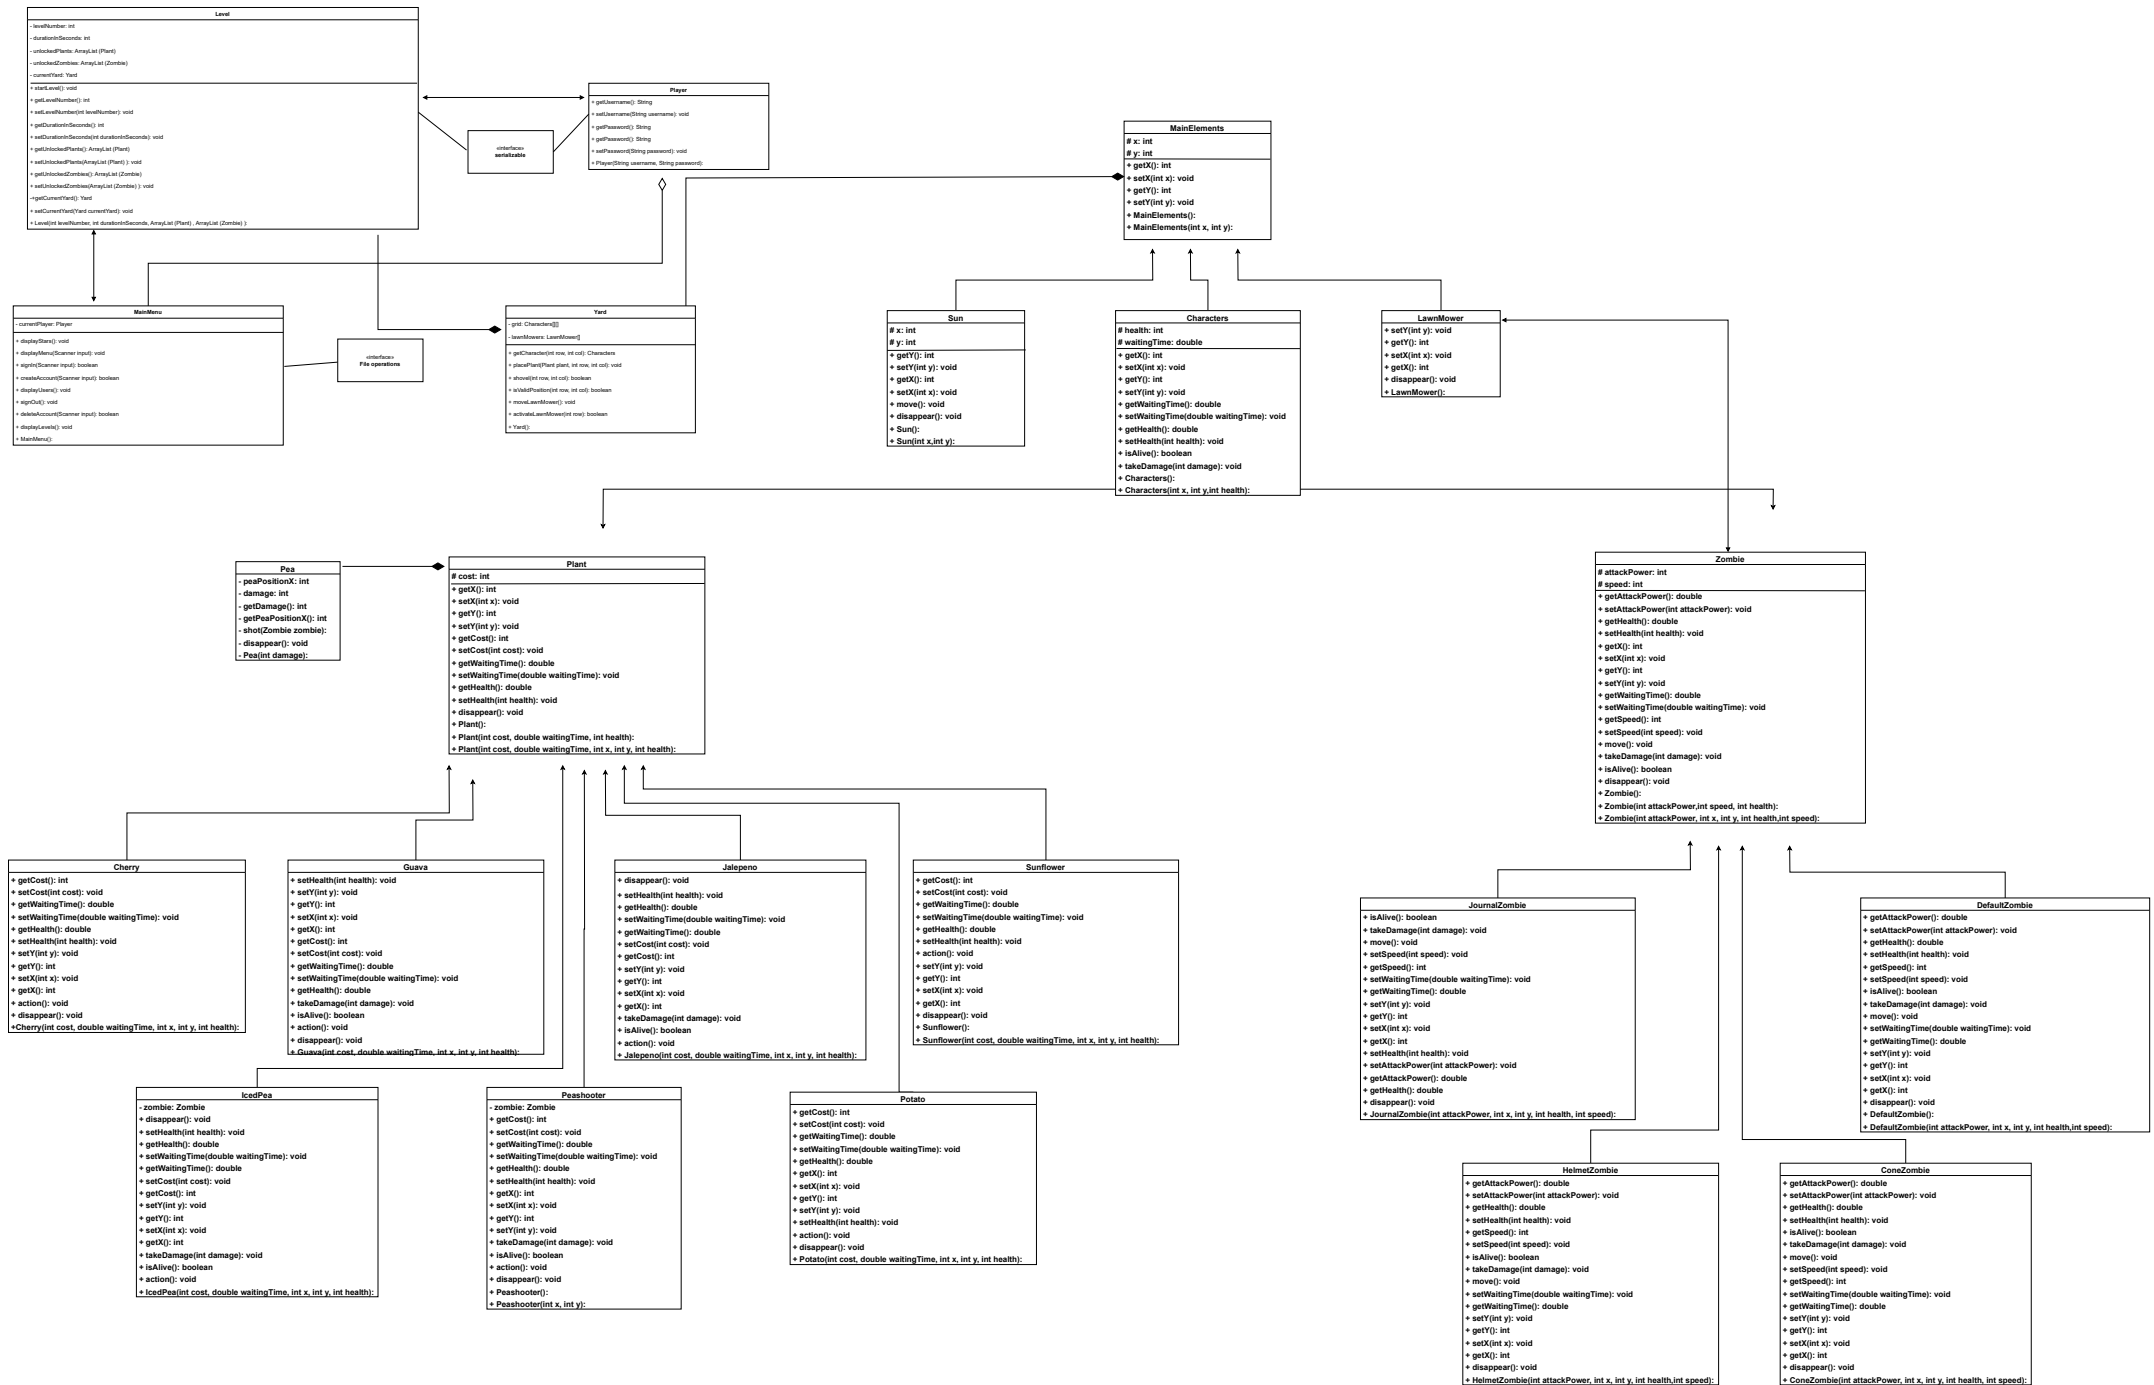 Level
- levelNumber: int
- durationInSeconds: int
- unlockedPlants: ArrayList (Plant)
- unlockedZombies: ArrayList (Zombie)
- currentYard: Yard
+ startLevel(): void
+ getLevelNumber(): int
+ setLevelNumber(int levelNumber): void
+ getDurationInSeconds(): int
+ setDurationInSeconds(int durationInSeconds): void
+ getUnlockedPlants(): ArrayList (Plant)
+ setUnlockedPlants(ArrayList (Plant) ): void
+ getUnlockedZombies(): ArrayList (Zombie)
+ setUnlockedZombies(ArrayList (Zombie) ): void
-+getCurrentYard(): Yard
+ setCurrentYard(Yard currentYard): void
+ Level(int levelNumber, int durationInSeconds, ArrayList (Plant) , ArrayList (Zombie) ):
Player
+ getUsername(): String
+ setUsername(String username): void
+ getPassword(): String
+ getPassword(): String
+ setPassword(String password): void
+ Player(String username, String password):
«interface»
serializable
MainElements
# x: int
# y: int
+ getX(): int
+ setX(int x): void
+ getY(): int
+ setY(int y): void
+ MainElements():
+ MainElements(int x, int y):
MainMenu
- currentPlayer: Player
+ displayStars(): void
+ displayMenu(Scanner input): void
+ signIn(Scanner input): boolean
+ createAccount(Scanner input): boolean
+ displayUsers(): void
+ signOut(): void
+ deleteAccount(Scanner input): boolean
+ displayLevels(): void
+ MainMenu():
«interface»
File operations
Yard
- grid: Characters[][]
- lawnMowers: LawnMower[]
+ getCharacter(int row, int col): Characters
+ placePlant(Plant plant, int row, int col): void
+ shovel(int row, int col): boolean
+ isValidPosition(int row, int col): boolean
+ moveLawnMower(): void
+ activateLawnMower(int row): boolean
+ Yard():
Sun
# x: int
# y: int
+ getY(): int
+ setY(int y): void
+ getX(): int
+ setX(int x): void
+ move(): void
+ disappear(): void
+ Sun():
+ Sun(int x,int y):
Characters
# health: int
# waitingTime: double
+ getX(): int
+ setX(int x): void
+ getY(): int
+ setY(int y): void
+ getWaitingTime(): double
+ setWaitingTime(double waitingTime): void
+ getHealth(): double
+ setHealth(int health): void
+ isAlive(): boolean
+ takeDamage(int damage): void
+ Characters():
+ Characters(int x, int y,int health):
LawnMower
+ setY(int y): void
+ getY(): int
+ setX(int x): void
+ getX(): int
+ disappear(): void
+ LawnMower():
Pea
- peaPositionX: int
- damage: int
- getDamage(): int
- getPeaPositionX(): int
- shot(Zombie zombie):
- disappear(): void
- Pea(int damage):
Plant
# cost: int
+ getX(): int
+ setX(int x): void
+ getY(): int
+ setY(int y): void
+ getCost(): int
+ setCost(int cost): void
+ getWaitingTime(): double
+ setWaitingTime(double waitingTime): void
+ getHealth(): double
+ setHealth(int health): void
+ disappear(): void
+ Plant():
+ Plant(int cost, double waitingTime, int health):
+ Plant(int cost, double waitingTime, int x, int y, int health):
Zombie
# attackPower: int
# speed: int
+ getAttackPower(): double
+ setAttackPower(int attackPower): void
+ getHealth(): double
+ setHealth(int health): void
+ getX(): int
+ setX(int x): void
+ getY(): int
+ setY(int y): void
+ getWaitingTime(): double
+ setWaitingTime(double waitingTime): void
+ getSpeed(): int
+ setSpeed(int speed): void
+ move(): void
+ takeDamage(int damage): void
+ isAlive(): boolean
+ disappear(): void
+ Zombie():
+ Zombie(int attackPower,int speed, int health):
+ Zombie(int attackPower, int x, int y, int health,int speed):
Cherry
+ getCost(): int
+ setCost(int cost): void
+ getWaitingTime(): double
+ setWaitingTime(double waitingTime): void
+ getHealth(): double
+ setHealth(int health): void
+ setY(int y): void
+ getY(): int
+ setX(int x): void
+ getX(): int
+ action(): void
+ disappear(): void
+Cherry(int cost, double waitingTime, int x, int y, int health):
Guava
+ setHealth(int health): void
+ setY(int y): void
+ getY(): int
+ setX(int x): void
+ getX(): int
+ getCost(): int
+ setCost(int cost): void
+ getWaitingTime(): double
+ setWaitingTime(double waitingTime): void
+ getHealth(): double
+ takeDamage(int damage): void
+ isAlive(): boolean
+ action(): void
+ disappear(): void
+ Guava(int cost, double waitingTime, int x, int y, int health):
Jalepeno
+ disappear(): void
+ setHealth(int health): void
+ getHealth(): double
+ setWaitingTime(double waitingTime): void
+ getWaitingTime(): double
+ setCost(int cost): void
+ getCost(): int
+ setY(int y): void
+ getY(): int
+ setX(int x): void
+ getX(): int
+ takeDamage(int damage): void
+ isAlive(): boolean
+ action(): void
+ Jalepeno(int cost, double waitingTime, int x, int y, int health):
Sunflower
+ getCost(): int
+ setCost(int cost): void
+ getWaitingTime(): double
+ setWaitingTime(double waitingTime): void
+ getHealth(): double
+ setHealth(int health): void
+ action(): void
+ setY(int y): void
+ getY(): int
+ setX(int x): void
+ getX(): int
+ disappear(): void
+ Sunflower():
+ Sunflower(int cost, double waitingTime, int x, int y, int health):
JournalZombie
+ isAlive(): boolean
+ takeDamage(int damage): void
+ move(): void
+ setSpeed(int speed): void
+ getSpeed(): int
+ setWaitingTime(double waitingTime): void
+ getWaitingTime(): double
+ setY(int y): void
+ getY(): int
+ setX(int x): void
+ getX(): int
+ setHealth(int health): void
+ setAttackPower(int attackPower): void
+ getAttackPower(): double
+ getHealth(): double
+ disappear(): void
+ JournalZombie(int attackPower, int x, int y, int health, int speed):
DefaultZombie
+ getAttackPower(): double
+ setAttackPower(int attackPower): void
+ getHealth(): double
+ setHealth(int health): void
+ getSpeed(): int
+ setSpeed(int speed): void
+ isAlive(): boolean
+ takeDamage(int damage): void
+ move(): void
+ setWaitingTime(double waitingTime): void
+ getWaitingTime(): double
+ setY(int y): void
+ getY(): int
+ setX(int x): void
+ getX(): int
+ disappear(): void
+ DefaultZombie():
+ DefaultZombie(int attackPower, int x, int y, int health,int speed):
IcedPea
- zombie: Zombie
+ disappear(): void
+ setHealth(int health): void
+ getHealth(): double
+ setWaitingTime(double waitingTime): void
+ getWaitingTime(): double
+ setCost(int cost): void
+ getCost(): int
+ setY(int y): void
+ getY(): int
+ setX(int x): void
+ getX(): int
+ takeDamage(int damage): void
+ isAlive(): boolean
+ action(): void
+ IcedPea(int cost, double waitingTime, int x, int y, int health):
Peashooter
- zombie: Zombie
+ getCost(): int
+ setCost(int cost): void
+ getWaitingTime(): double
+ setWaitingTime(double waitingTime): void
+ getHealth(): double
+ setHealth(int health): void
+ getX(): int
+ setX(int x): void
+ getY(): int
+ setY(int y): void
+ takeDamage(int damage): void
+ isAlive(): boolean
+ action(): void
+ disappear(): void
+ Peashooter():
+ Peashooter(int x, int y):
Potato
+ getCost(): int
+ setCost(int cost): void
+ getWaitingTime(): double
+ setWaitingTime(double waitingTime): void
+ getHealth(): double
+ getX(): int
+ setX(int x): void
+ getY(): int
+ setY(int y): void
+ setHealth(int health): void
+ action(): void
+ disappear(): void
+ Potato(int cost, double waitingTime, int x, int y, int health):
HelmetZombie
+ getAttackPower(): double
+ setAttackPower(int attackPower): void
+ getHealth(): double
+ setHealth(int health): void
+ getSpeed(): int
+ setSpeed(int speed): void
+ isAlive(): boolean
+ takeDamage(int damage): void
+ move(): void
+ setWaitingTime(double waitingTime): void
+ getWaitingTime(): double
+ setY(int y): void
+ getY(): int
+ setX(int x): void
+ getX(): int
+ disappear(): void
+ HelmetZombie(int attackPower, int x, int y, int health,int speed):
ConeZombie
+ getAttackPower(): double
+ setAttackPower(int attackPower): void
+ getHealth(): double
+ setHealth(int health): void
+ isAlive(): boolean
+ takeDamage(int damage): void
+ move(): void
+ setSpeed(int speed): void
+ getSpeed(): int
+ setWaitingTime(double waitingTime): void
+ getWaitingTime(): double
+ setY(int y): void
+ getY(): int
+ setX(int x): void
+ getX(): int
+ disappear(): void
+ ConeZombie(int attackPower, int x, int y, int health, int speed):